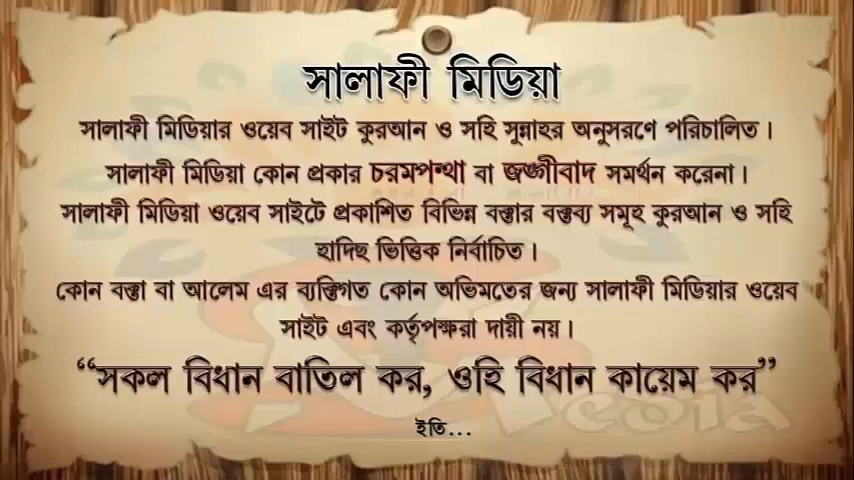 সালাফী মিডিয়া
সালাফী মিডিয়ার ওয়েব সাইট কুরআন ও সহি সুন্নাহর অনুসরণে পরিচালিত।
সালাফী মিডিয়া কোন প্রকার চরমপন্থা বা জঙ্গীবাদ সমর্থন করেনা।
সালাফী মিডিয়া ওয়েব সাইটে প্রকাশিত বিভিন্ন বক্তার বক্তব্য সমূহ কুরআন ও সহি
হাদিছ ভিত্তিক নির্বাচিত।
কোন বক্তা বা আলেম এর ব্যক্তিগত কোন অভিমতের জন্য সালাফী মিডিয়ার ওয়েব
সাইট এবং কর্তৃপক্ষরা দায়ী নয়।
“সকল বিধান বাতিল কর, ওহি বিধান কায়েম কর”
ইতি...